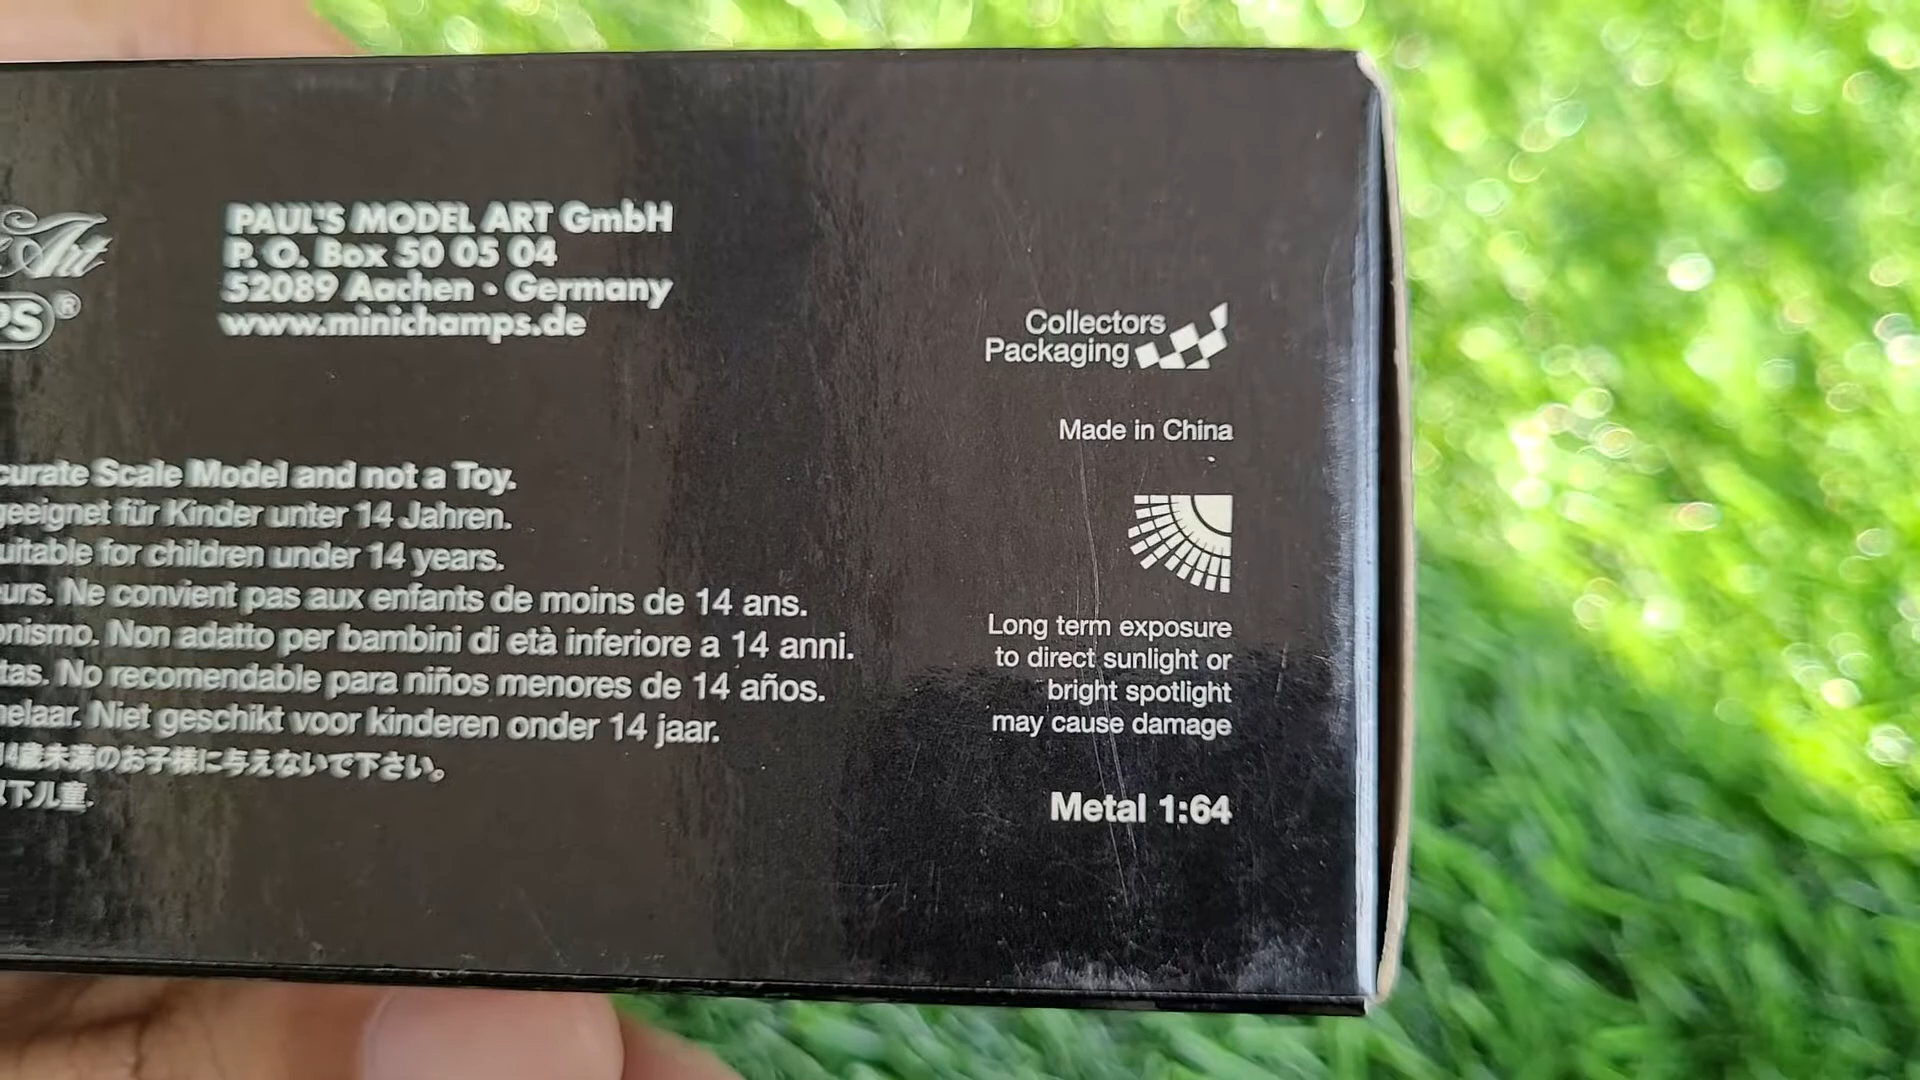 Art
PS®
PAUL'S MODEL ART GmbH
P. O. Box 50 05 04
52089 Aachen • Germany
www.minichamps.de
Collectors
Packaging
Made in China
curate Scale Model and not a Toy.
geeignet für Kinder unter 14 Jahren.
uitable for children under 14 years.
urs. Ne convient pas aux enfants de moins de 14 ans.
onismo. Non adatto per bambini di età inferiore a 14 anni.
tas. No recomendable para niños menores de 14 años.
nelaar. Niet geschikt voor kinderen onder 14 jaar.
14歳未満のお子様に与えないで下さい。
以下儿童.
Long term exposure
to direct sunlight or
bright spotlight
may cause damage
Metal 1:64